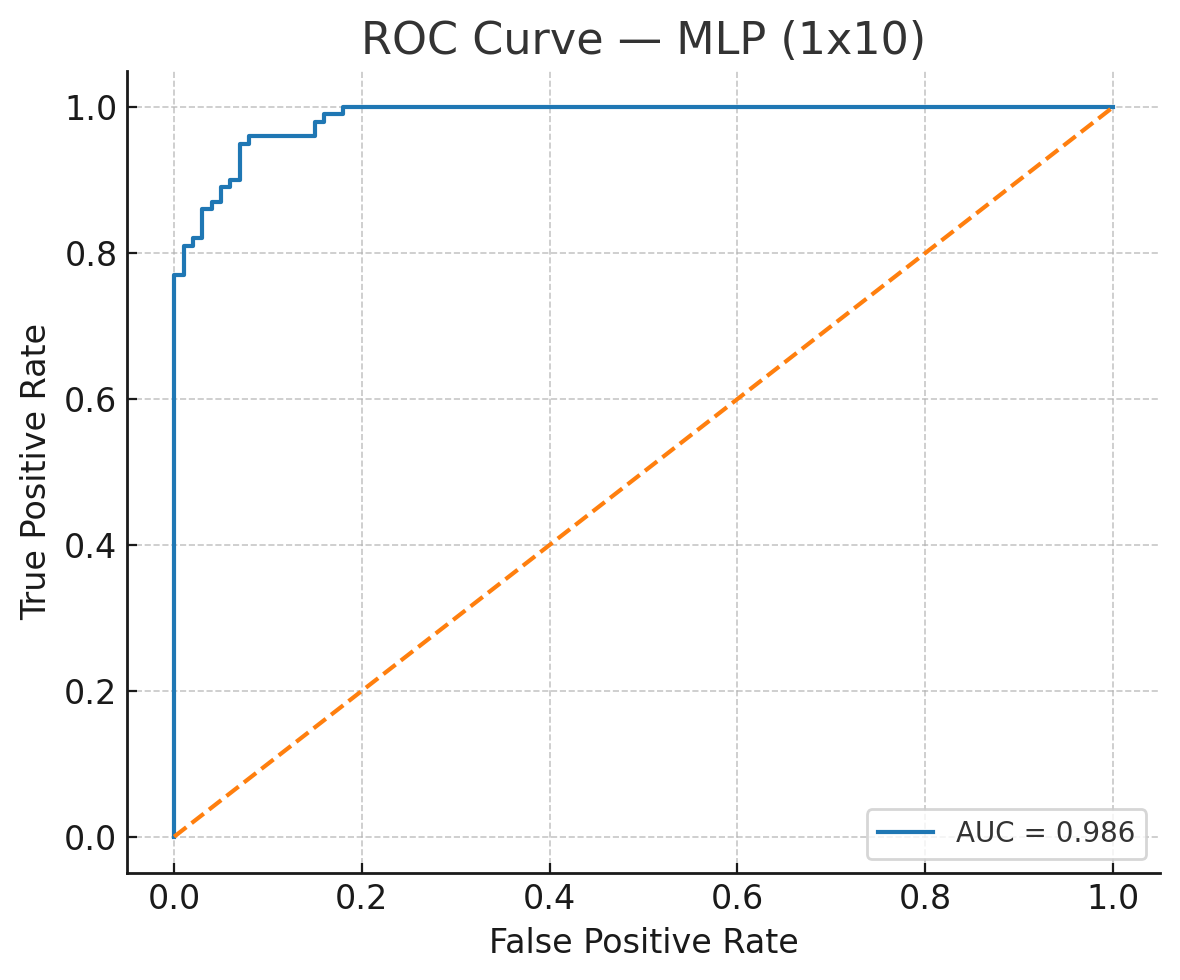 ROC Curve — MLP (1x10)
True Positive Rate
1.0
0.8
0.6
0.4
0.2
0.0
AUC = 0.986
0.0 0.2 0.4 0.6 0.8 1.0
False Positive Rate